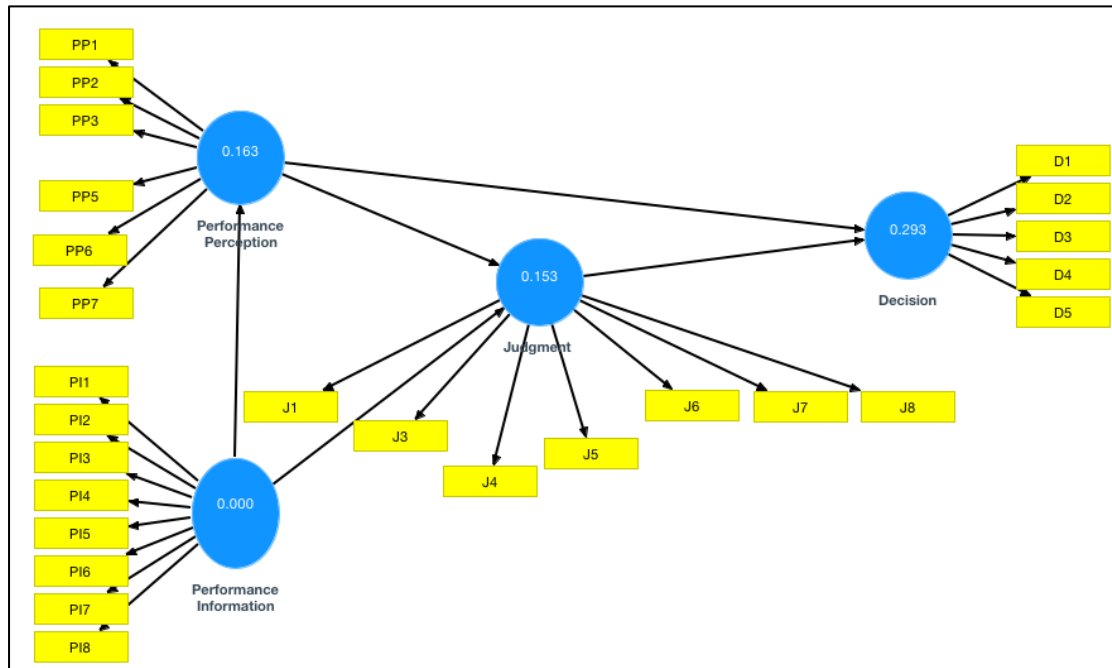 PP1
PP2
PP3
PP5
PP6
PP7
0.163
Performance
Perception
D1
D2
D3
D4
D5
0.293
Decision
0.153
Judgment
J1
J3
J4
J5
J6
J7
J8
PI1
PI2
PI3
PI4
PI5
PI6
PI7
PI8
0.000
Performance
Information